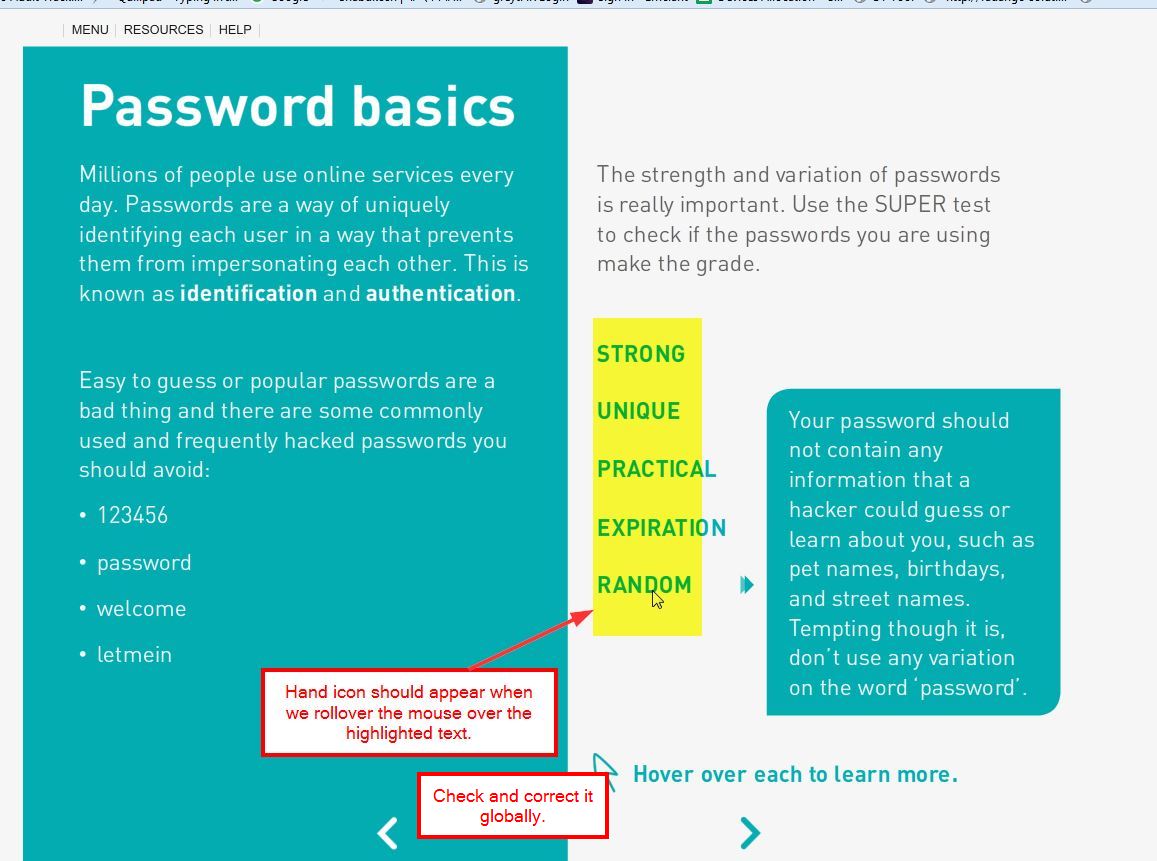 MENU RESOURCES HELP
Password basics
Millions of people use online services every
day. Passwords are a way of uniquely
identifying each user in a way that prevents
them from impersonating each other. This is
known as identification and authentication.
Easy to guess or popular passwords are a
bad thing and there are some commonly
used and frequently hacked passwords you
should avoid:
• 123456
• password
• welcome
• letmein
The strength and variation of passwords
is really important. Use the SUPER test
to check if the passwords you are using
make the grade.
STRONG
UNIQUE
PRACTICAL
EXPIRATION
RANDOM
Your password should
not contain any
information that a
hacker could guess or
learn about you, such as
pet names, birthdays,
and street names.
Tempting though it is,
don’t use any variation
on the word ‘password’.
Hand icon should appear when
we rollover the mouse over the
highlighted text.
Hover over each to learn more.
Check and correct it
globally.